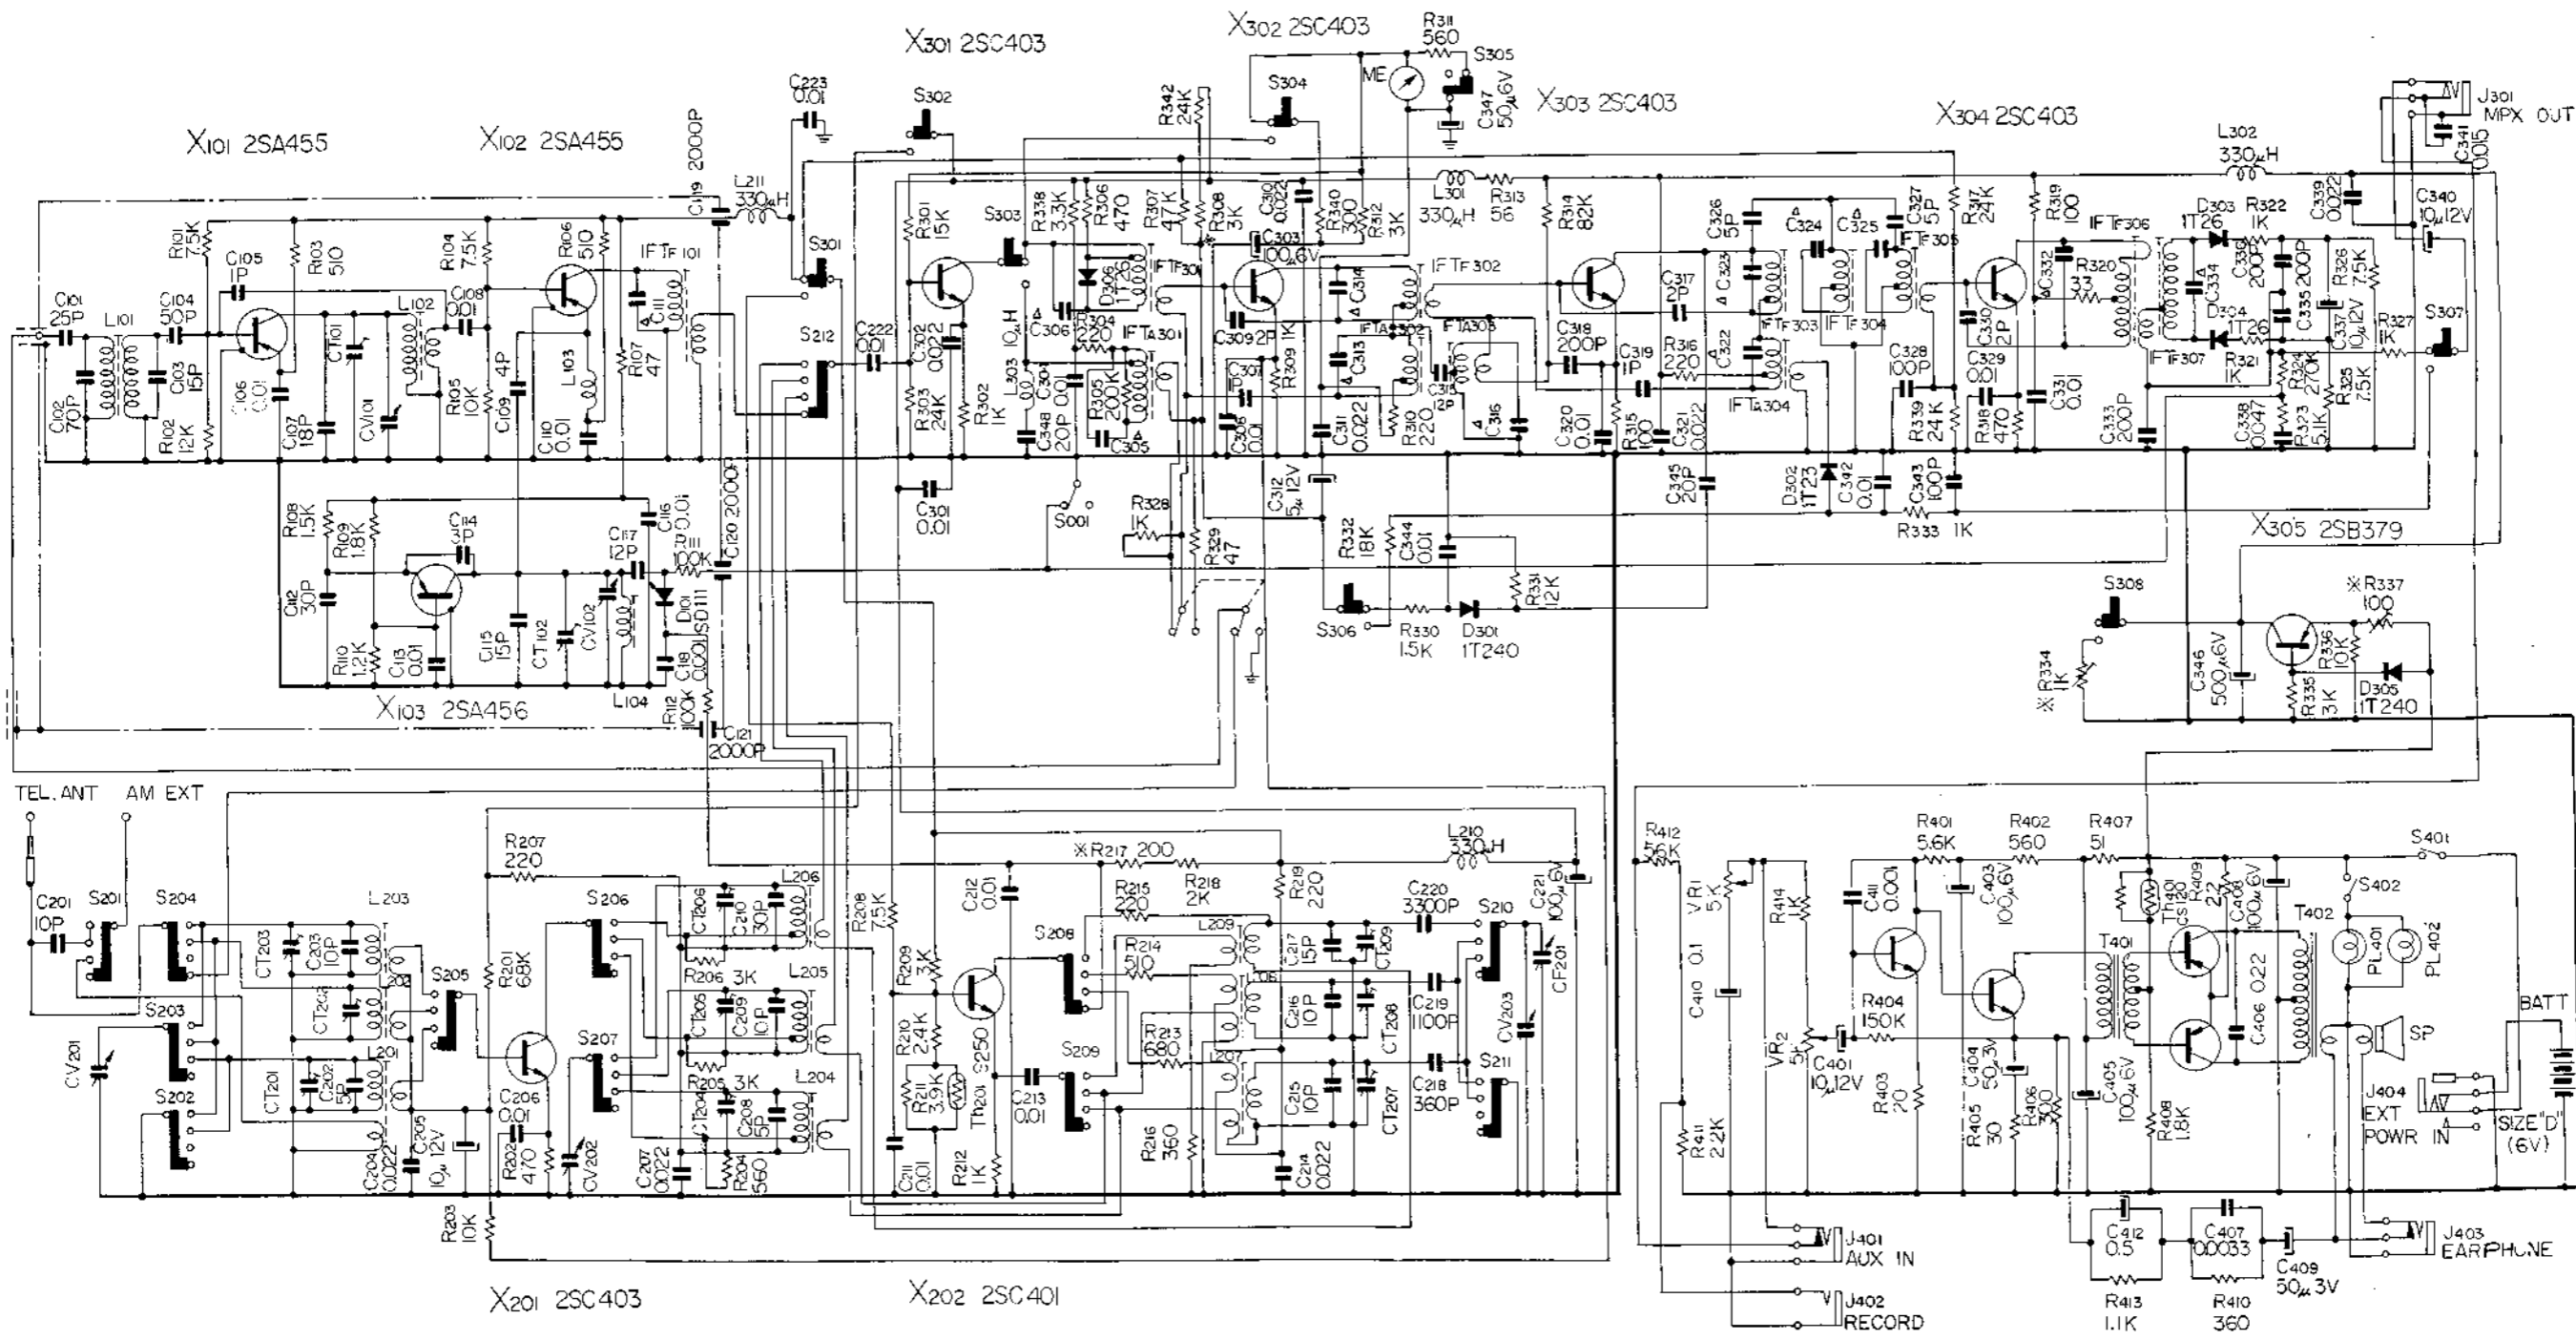 X101 2SA455
X102 2SA455
X301 2SC403
X302 2SC403
X303 2SC403
X304 2SC403
R311
560
S305
ME
C347
50µ6V
S304
R342
24K
S302
C223
0.01
C119 2000P
L211
330µH
J301
MPX OUT
C341
0.015
L302
330µH
C340
10µ12V
C339
0.022
R101
7.5K
C105
1P
R103
510
R104
7.5K
R106
510
IFTF101
C101
25P
L101
C104
30P
CT101
L102
C108
0.01
C111
C102
70P
C103
15P
R102
12K
C106
0.01
C107
18P
CV101
R105
10K
4P
C109
L103
C110
0.01
R107
47
S301
S212
C222
0.01
R301
15K
S303
C302
0.022
R303
24K
R302
1K
R338
3.3K
R306
470
R307
47K
R308
3K
C310
0.022
R340
300
R312
3K
C303
100µ6V
L301
330µH
R313
56
D306
1T26
IFTF301
IFTF302
C314
C306
R304
220
IFTA301
10µH
L303
C304
0.01
C348
20P
R305
200K
C305
C309 2P
C307
1P
R309 1K
C308
0.01
IFTA302
IFTA303
C313
C311
0.022
R310
220
C315
12P
C316
R314
82K
C317
2P
C318
200P
C319
1P
R316
220
C320
0.01
R315
100
C321
0.022
C326
5P
C324
C325
C327
5P
C323
C322
IFTF303
IFTF304
IFTF305
IFTA304
R317
24K
R319
100
C328
100P
R339
24K
C330
2P
C329
0.01
R318
470
C331
0.01
C332
R320
33
IFTF306
IFTF307
C333
200P
D303
1T26
R322
1K
C334
D304
1T26
R321
1K
C336
200P
C335 200P
R326
7.5K
C337
10µ12V
R327
1K
S307
R324
270K
R325
7.5K
C338
0.047
R323
5.1K
R108
1.5K
R109
1.8K
C114
3P
C112
30P
R110
1.2K
C113
0.01
X103 2SA456
C115
15P
CT102
CV102
C117
12P
C116
0.01
R111
100K
D101
1SD111
C118
0.001
L104
R112
100K
C120 2000P
C121
2000P
C301
0.01
S001
R328
1K
R329
47
C312
5µ12V
R332
18K
C344
0.01
R331
12K
S306
R330
1.5K
D301
1T240
C345
20P
D302
1T23
C342
0.01
C343
100P
R333 1K
X305 2SB379
S308
※R337
100
※R334
1K
C346
500µ6V
R335
3K
R336
10K
D305
1T240
TEL. ANT
AM EXT
C201
10P
S201
S204
S203
CV201
S202
L203
CT203
C203
10P
CT202
L202
L201
CT201
C202
5P
S205
C204
0.022
C205
10µ12V
R207
220
R201
68K
C206
0.01
R202
470
R203
10K
CV202
S206
S207
L206
CT206
C210
30P
R206 3K
L205
CT205
C209
10P
R205 3K
L204
CT204
C208
5P
C207
0.022
R204
560
X201 2SC403
X202 2SC401
R208
7.5K
C212
0.01
R209
3K
R210
2.4K
R211
3.9K
Th201 S250
C211
0.01
R212
1K
C213
0.01
※R217 200
R215
220
R218
2K
R219
220
R214
510
S208
S209
R213
680
R216
360
L209
L207
C217
15P
CT209
C216
10P
CT208
C215
10P
CT207
C214
0.022
L210
330µH
C220
3300P
C219
1100P
C218
360P
S210
S211
C221
100µ6V
CF201
CV203
R412
R411
2.2K
VR1
5K
C410 0.1
R414
1K
VR2
5K
C401
10µ12V
C411
0.001
R401
5.6K
R402
560
R407
51
R404
150K
R403
20
C403
100µ6V
C404
50µ3V
R405
30
R406
300
C405
100µ6V
T401
R408
1.8K
Th401
CS120
R409
2.2
C408
100µ6V
C406 0.22
T402
S401
S402
PL401
PL402
SP
BATT
SIZE"D"
(6V)
J404
EXT
POWR IN
J401
AUX IN
J402
RECORD
J403
EARPHONE
C412
0.5
R413
1.1K
C407
0.0033
R410
360
C409
50µ3V